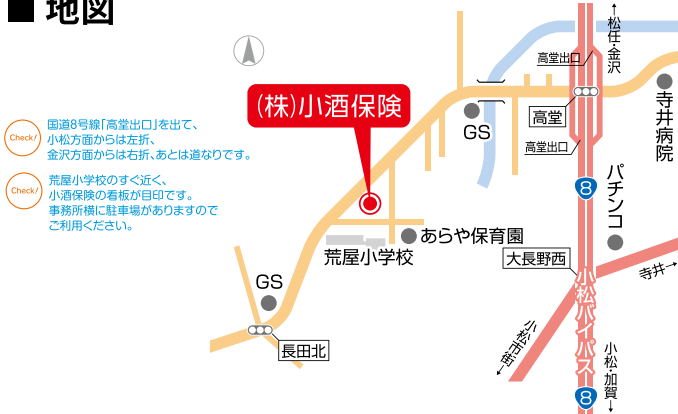 ■ 地図
Check!
国道8号線「高堂出口」を出て、
小松方面からは左折、
金沢方面からは右折、あとは道なりです。
Check!
荒屋小学校のすぐ近く、
小酒保険の看板が目印です。
事務所横に駐車場がありますので
ご利用ください。
(株)小酒保険
↑松任・金沢
高堂出口
高堂
高堂出口
GS
寺井病院
8
パチンコ
あらや保育園
荒屋小学校
大長野西
寺井→
GS
長田北
小松バイパス
小松市街→
小松・加賀→
8